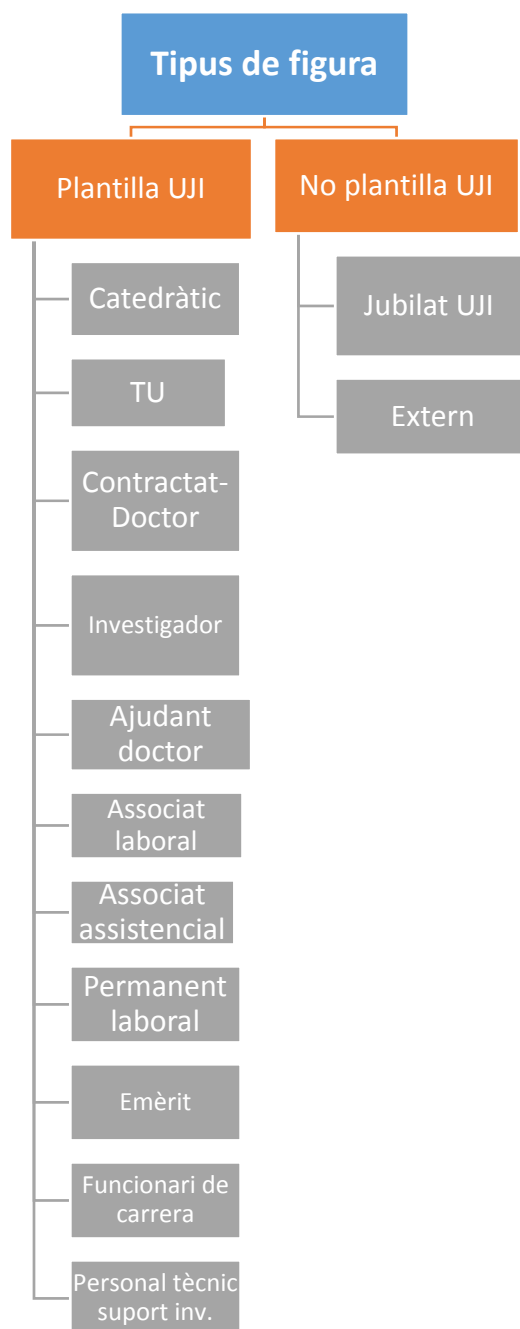 Tipus de figura
Plantilla UJI
No plantilla UJI
Catedràtic
TU
Contractat-
Doctor
Investigador
Ajudant
doctor
Associat
laboral
Associat
assistencial
Permanent
laboral
Emèrit
Funcionari de
carrera
Personal tècnic
suport inv.
Jubilat UJI
Extern